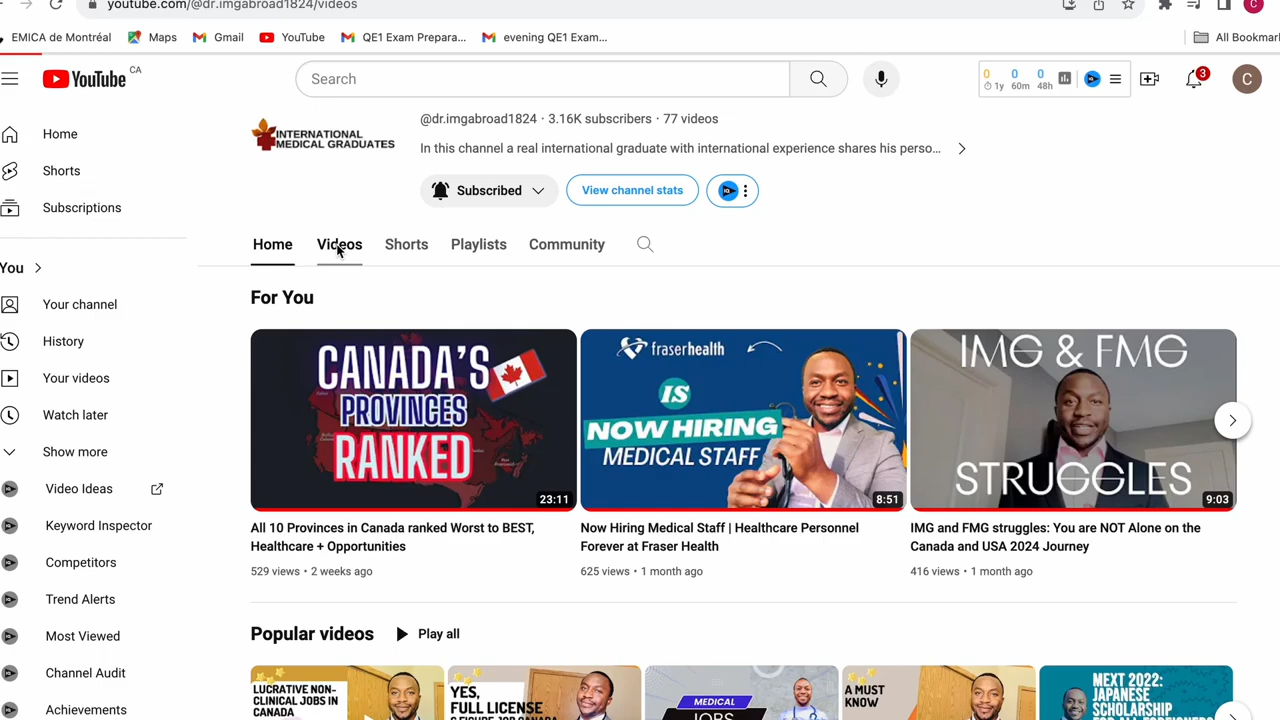 youtube.com/@dr.imgabroad1824/videos
EMICA de Montréal
Maps
Gmail
YouTube
QE1 Exam Prepara...
evening QE1 Exam...
All Bookmar
YouTube CA
Search
0 0 0
1y 60m 48h
3
C
C
INTERNATIONAL
MEDICAL GRADUATES
@dr.imgabroad1824 · 3.16K subscribers · 77 videos
In this channel a real international graduate with international experience shares his perso...
Subscribed
View channel stats
Home
Videos
Shorts
Playlists
Community
Home
Shorts
Subscriptions
You
Your channel
History
Your videos
Watch later
Show more
Video Ideas
Keyword Inspector
Competitors
Trend Alerts
Most Viewed
Channel Audit
Achievements
For You
CANADA'S
PROVINCES
RANKED
23:11
All 10 Provinces in Canada ranked Worst to BEST,
Healthcare + Opportunities
529 views • 2 weeks ago
fraserhealth
IS
NOW HIRING
MEDICAL STAFF
8:51
Now Hiring Medical Staff | Healthcare Personnel
Forever at Fraser Health
625 views • 1 month ago
IMG & FMG
STRUGGLES
9:03
IMG and FMG struggles: You are NOT Alone on the
Canada and USA 2024 Journey
416 views • 1 month ago
Popular videos
Play all
LUCRATIVE NON-
CLINICAL JOBS IN
CANADA
YES,
FULL LICENSE
MEDICAL
JOBS
A MUST
KNOW
MEXT 2022:
JAPANESE
SCHOLARSHIP